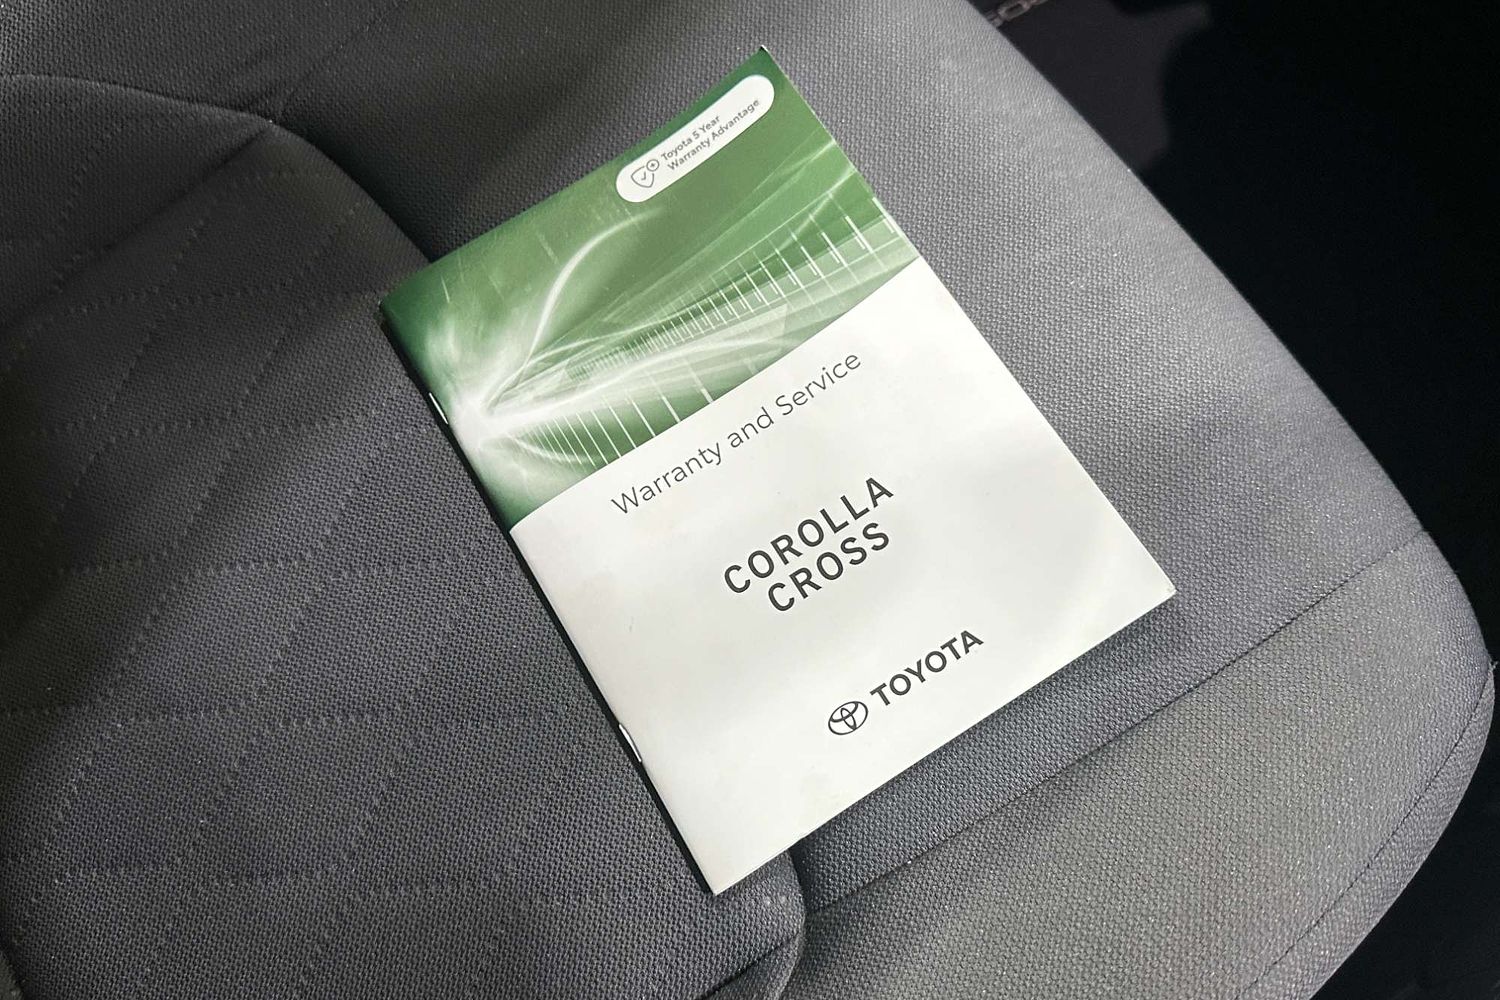 Toyota 5 Year
Warranty Advantage
Warranty and Service
COROLLA
CROSS
TOYOTA